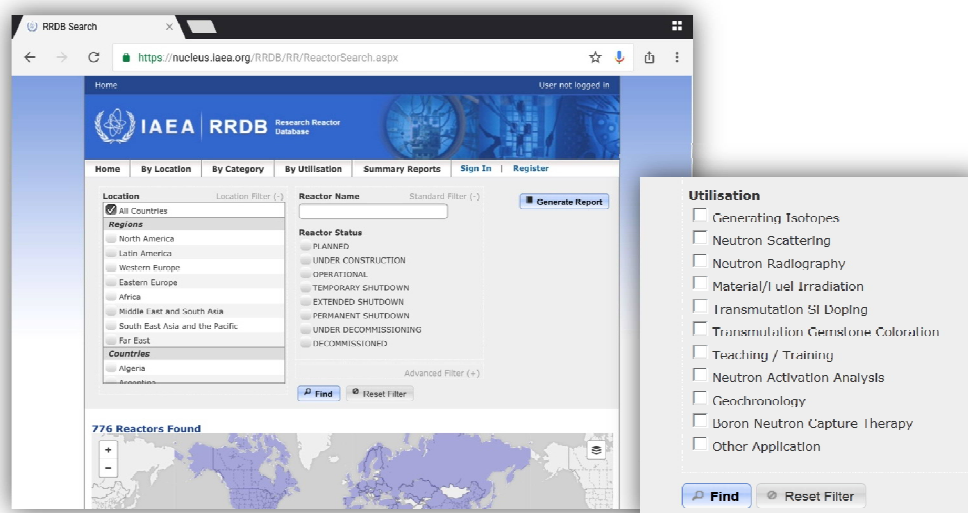 RRDB Search
https://nucleus.iaea.org/RRDB/RR/ReactorSearch.aspx
Home User not logged in
IAEA RRDB Research Reactor
Database
Home By Location By Category By Utilisation Summary Reports Sign In | Register
Location Location Filter (-)
All Countries
Regions
North America
Latin America
Western Europe
Eastern Europe
Africa
Middle East and South Asia
South East Asia and the Pacific
Far East
Countries
Algeria
Argentina
Reactor Name Standard Filter (-)
Reactor Status
PLANNED
UNDER CONSTRUCTION
OPERATIONAL
TEMPORARY SHUTDOWN
EXTENDED SHUTDOWN
PERMANENT SHUTDOWN
UNDER DECOMMISSIONING
DECOMMISSIONED
Advanced Filter (+)
Find Reset Filter
Generate Report
776 Reactors Found
+
-
Utilisation
Generating Isotopes
Neutron Scattering
Neutron Radiography
Material/Fuel Irradiation
Transmutation SI Doping
Transmutation Gemstone Coloration
Teaching / Training
Neutron Activation Analysis
Geochronology
Boron Neutron Capture Therapy
Other Application
Find Reset Filter